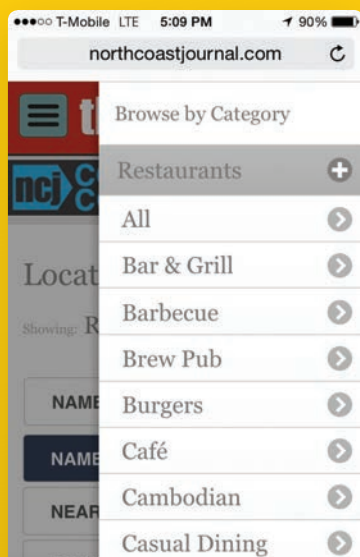 T-Mobile LTE 5:09 PM 90%
northcoastjournal.com
th
Browse by Category
ncj
Restaurants
All
Locat
Bar & Grill
Showing: R
Barbecue
Brew Pub
NAME
Burgers
NAME
Café
NEAR
Cambodian
Casual Dining